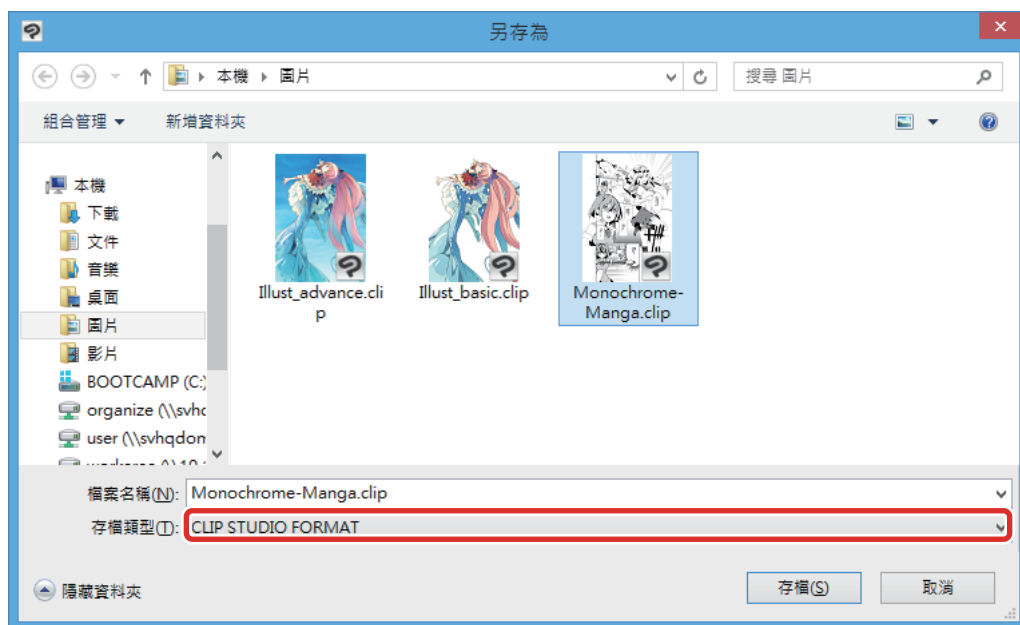 另存為
本機 圖片
搜尋 圖片
組合管理
新增資料夾
本機
下載
文件
音樂
桌面
圖片
影片
BOOTCAMP (C:)
organize (\\svhd
user (\\svhqdom
Illust_advance.cli
p
Illust_basic.clip
Monochrome-
Manga.clip
檔案名稱(N): Monochrome-Manga.clip
存檔類型(T): CLIP STUDIO FORMAT
隱藏資料夾
存檔(S)
取消